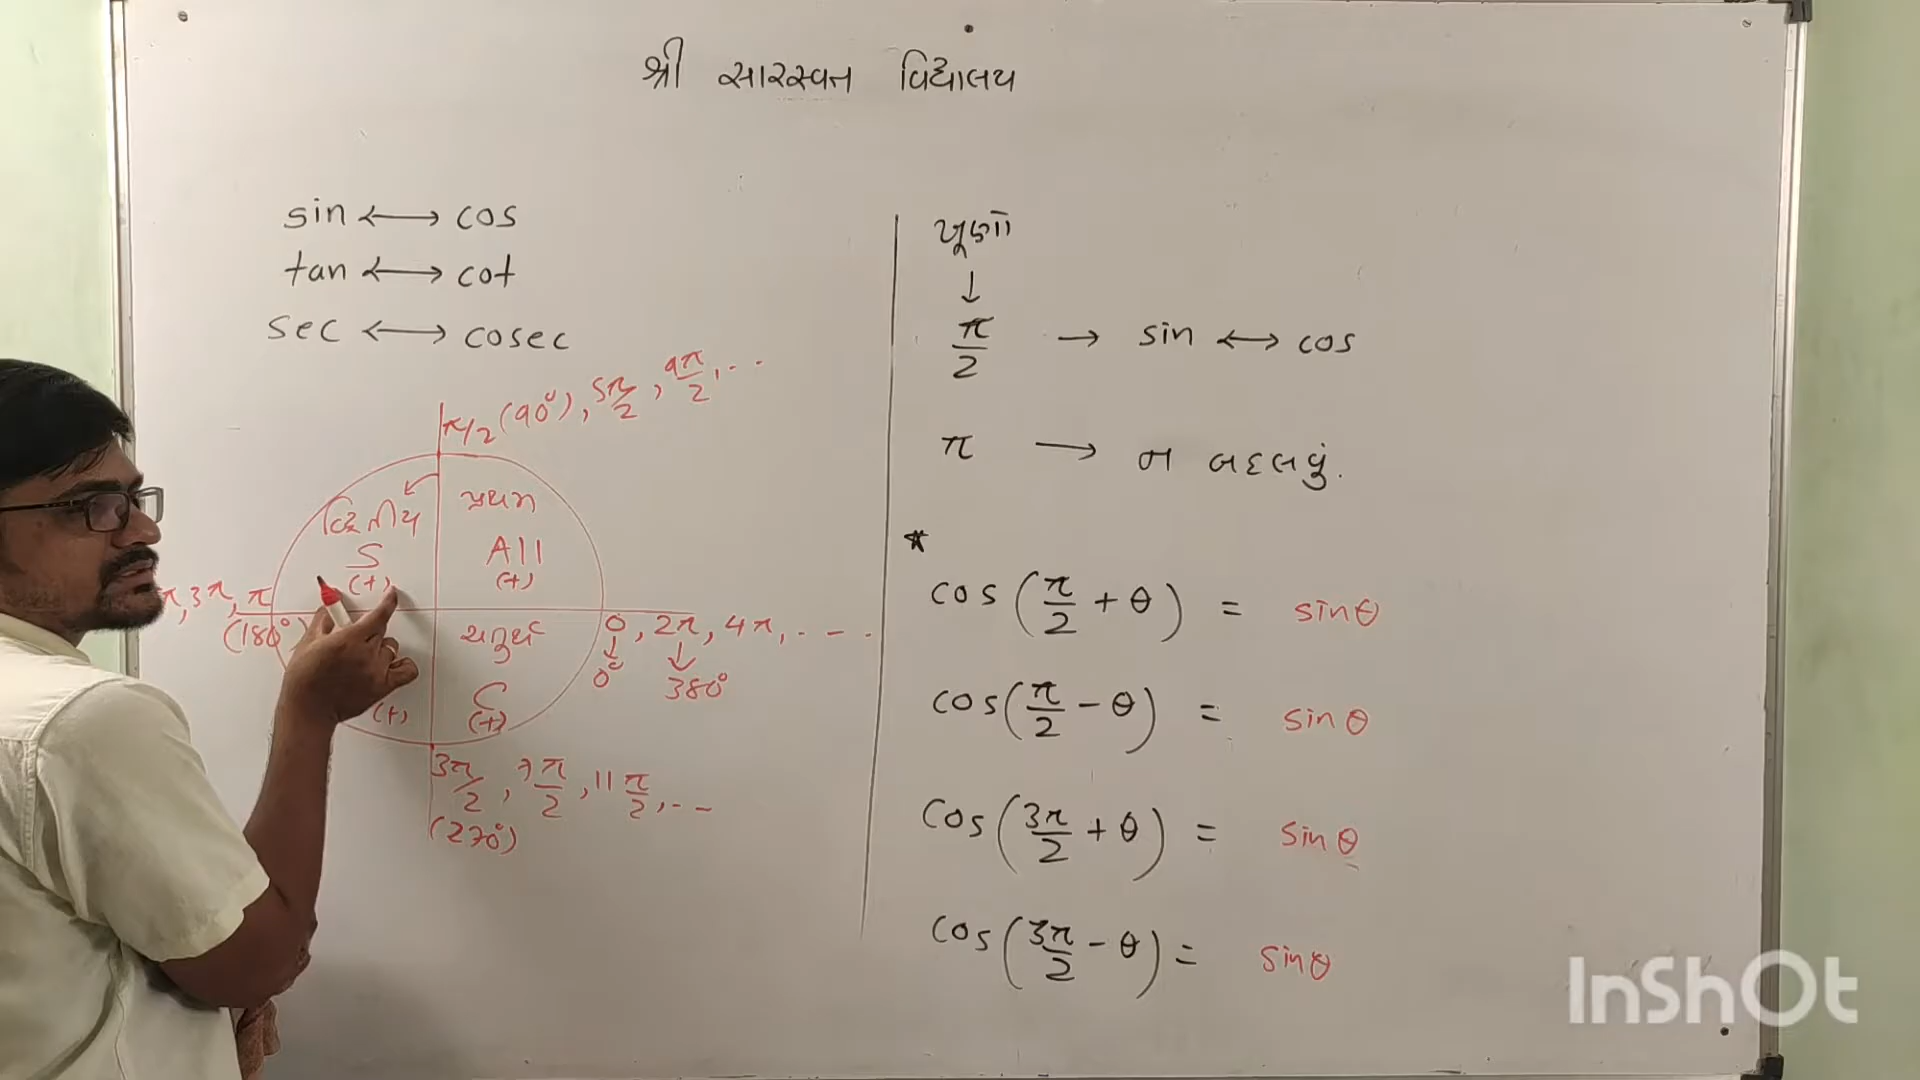 શ્રી સારસ્વત વિદ્યાલય
sin ⟷ cos
tan ⟷ cot
sec ⟷ cosec
π/2 (90°), 5π/2, 9π/2, ...
દ્વિતીય
S
(+)
પ્રથમ
All
(+)
3π, π
(180°)
0, 2π, 4π, ...
0°
380°
(+)
ચતુર્થ
C
(+)
3π/2, 7π/2, 11π/2, ...
(270°)
ખૂણો
↓
π/2 → sin ⟷ cos
π → ન બદલવું.
*
cos(π/2 + θ) = sinθ
cos(π/2 - θ) = sinθ
cos(3π/2 + θ) = sinθ
cos(3π/2 - θ) = sinθ
InShOt